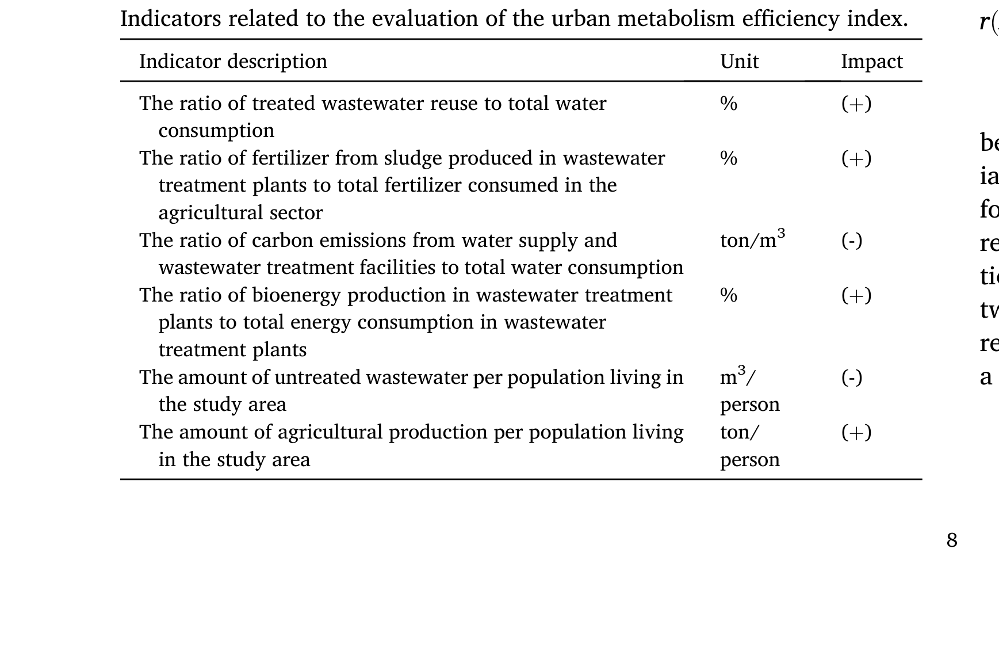 Indicators related to the evaluation of the urban metabolism efficiency index.
Indicator description Unit Impact
The ratio of treated wastewater reuse to total water % (+)
consumption
The ratio of fertilizer from sludge produced in wastewater % (+)
treatment plants to total fertilizer consumed in the
agricultural sector
The ratio of carbon emissions from water supply and ton/m³ (-)
wastewater treatment facilities to total water consumption
The ratio of bioenergy production in wastewater treatment % (+)
plants to total energy consumption in wastewater
treatment plants
The amount of untreated wastewater per population living in m³/ (-)
the study area person
The amount of agricultural production per population living ton/ (+)
in the study area person
8
r(
be
ia
fo
re
tw
re
a